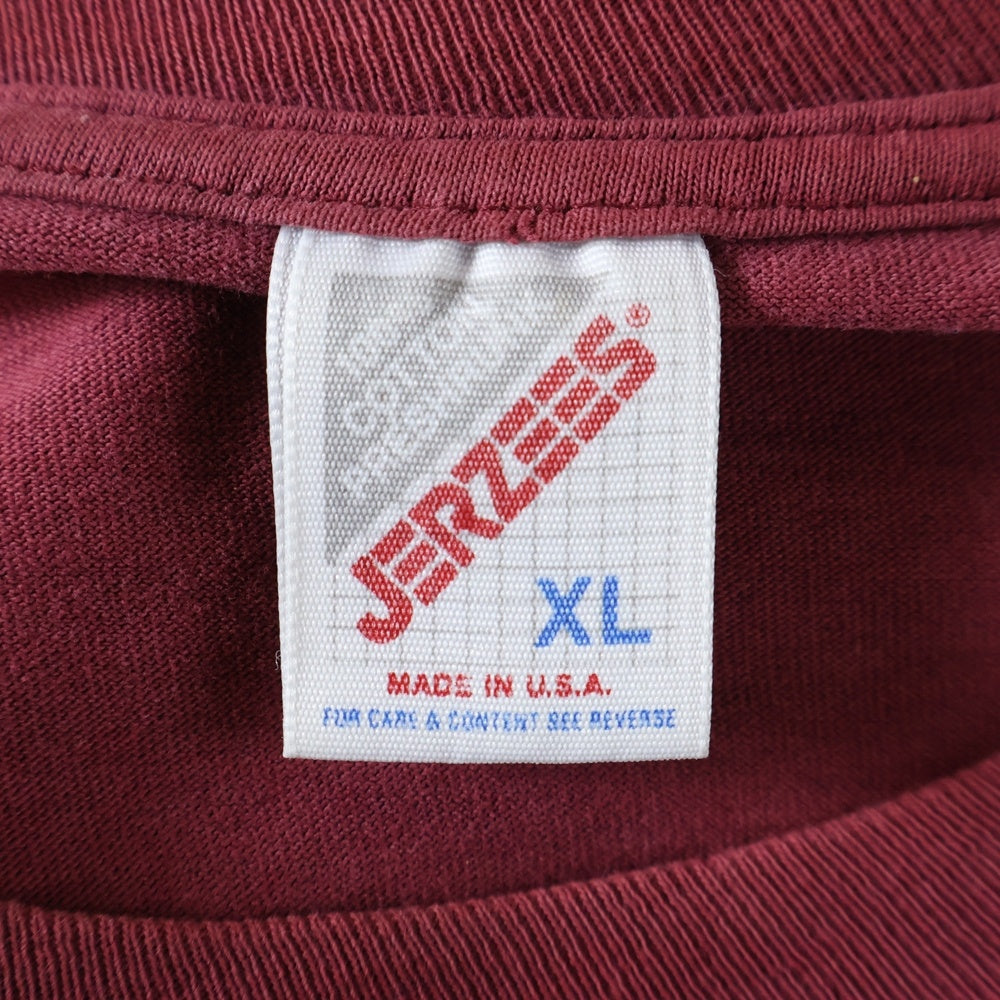 JERZEES®
XL
MADE IN U.S.A.
FOR CARE & CONTENT SEE REVERSE